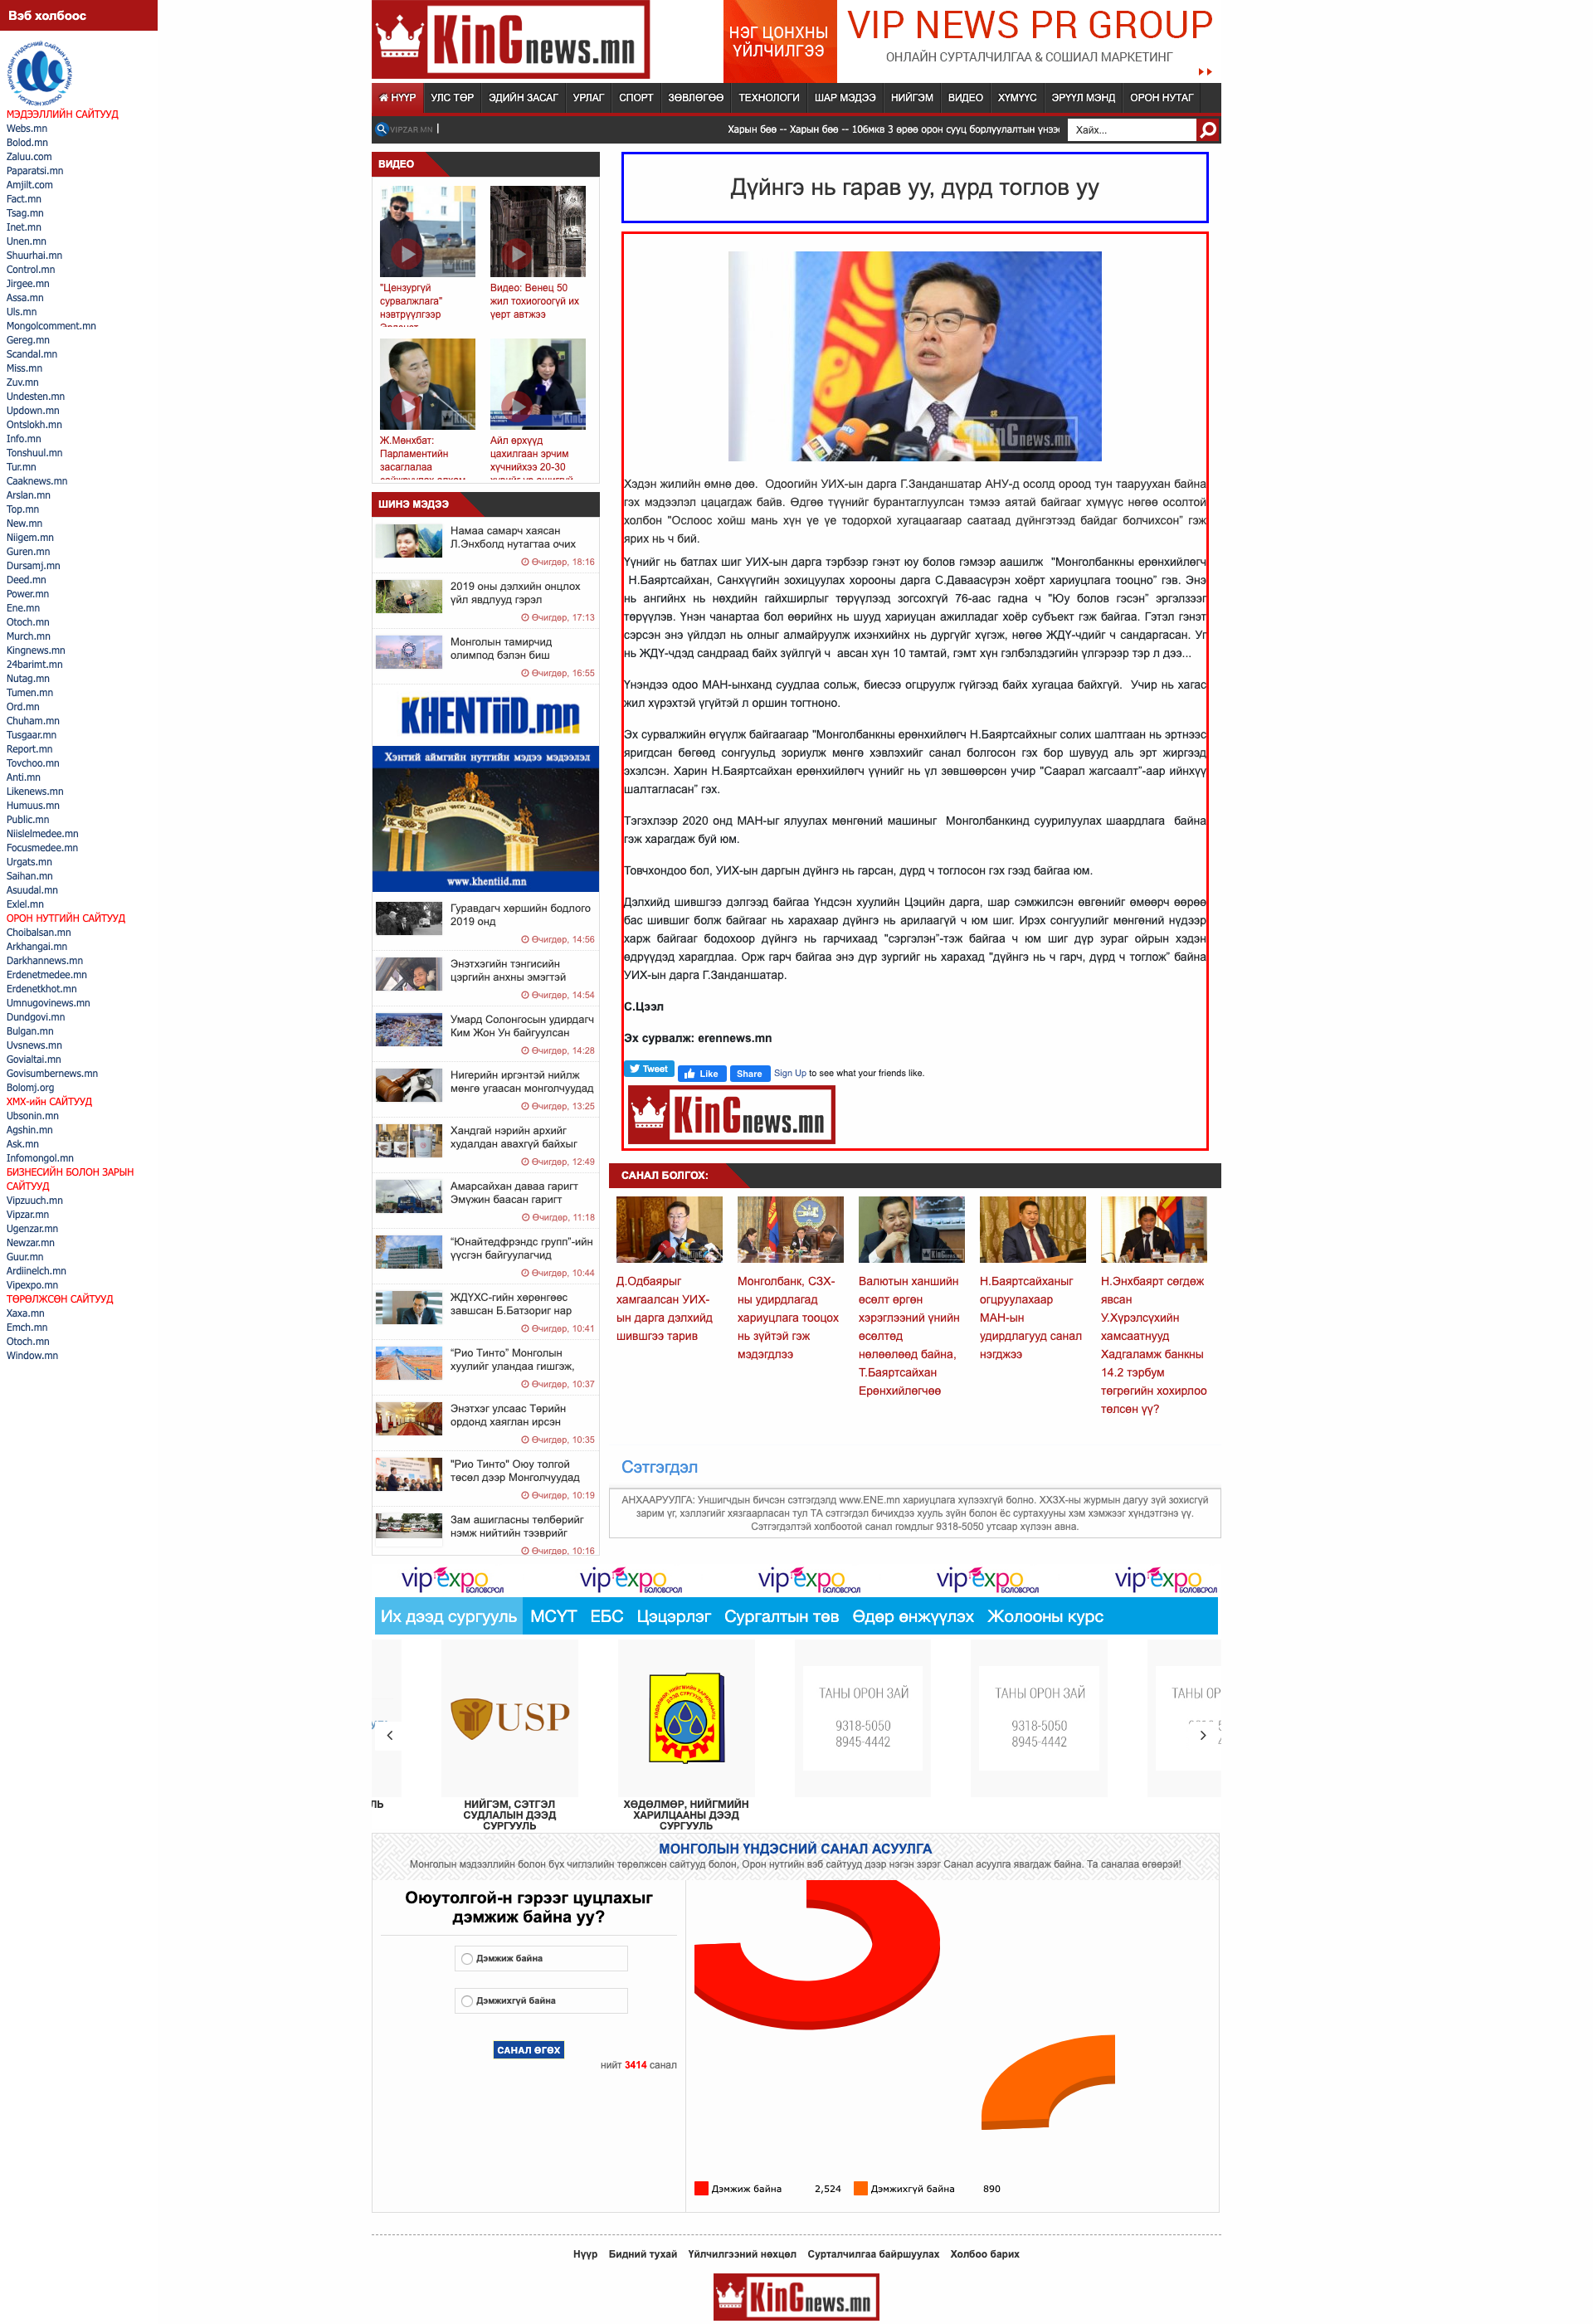 Вэб холбоос
МЭДЭЭЛЛИЙН САЙТУУД
Webs.mn
Bolod.mn
Zaluu.com
Paparatsi.mn
Amjilt.com
Fact.mn
Tsag.mn
Inet.mn
Unen.mn
Shuurhai.mn
Control.mn
Jirgee.mn
Assa.mn
Uls.mn
Mongolcomment.mn
Gereg.mn
Scandal.mn
Miss.mn
Zuv.mn
Undesten.mn
Updown.mn
Ontslokh.mn
Info.mn
Tonshuul.mn
Tur.mn
Caaknews.mn
Arslan.mn
Top.mn
New.mn
Niigem.mn
Guren.mn
Dursamj.mn
Deed.mn
Power.mn
Ene.mn
Otoch.mn
Murch.mn
Kingnews.mn
24barimt.mn
Nutag.mn
Tumen.mn
Ord.mn
Chuham.mn
Tusgaar.mn
Report.mn
Tovchoo.mn
Anti.mn
Likenews.mn
Humuus.mn
Public.mn
Niislelmedee.mn
Focusmedee.mn
Urgats.mn
Saihan.mn
Asuudal.mn
Exlel.mn
ОРОН НУТГИЙН САЙТУУД
Choibalsan.mn
Arkhangai.mn
Darkhannews.mn
Erdenetmedee.mn
Erdenetkhot.mn
Umnugovinews.mn
Dundgovi.mn
Bulgan.mn
Uvsnews.mn
Govialtai.mn
Govisumbernews.mn
Bolomj.org
ХМХ-ийн САЙТУУД
Ubsonin.mn
Agshin.mn
Ask.mn
Infomongol.mn
БИЗНЕСИЙН БОЛОН ЗАРЫН
САЙТУУД
Vipzuuch.mn
Vipzar.mn
Ugenzar.mn
Newzar.mn
Guur.mn
Ardiinelch.mn
Vipexpo.mn
ТӨРӨЛЖСӨН САЙТУУД
Xaxa.mn
Emch.mn
Otoch.mn
Window.mn
KinGnews.mn
НЭГ ЦОНХНЫ
ҮЙЛЧИЛГЭЭ
VIP NEWS PR GROUP
ОНЛАЙН СУРТАЛЧИЛГАА & СОШИАЛ МАРКЕТИНГ
НҮҮР УЛС ТӨР ЭДИЙН ЗАСАГ УРЛАГ СПОРТ ЗӨВЛӨГӨӨ ТЕХНОЛОГИ ШАР МЭДЭЭ НИЙГЭМ ВИДЕО ХҮМҮҮС ЭРҮҮЛ МЭНД ОРОН НУТАГ
VIPZAR.MN | Харын бөө -- Харын бөө -- 106мкв 3 өрөө орон сууц борлуулалтын үнээс Хайх...
ВИДЕО
"Цензургүй
сурвалжлага"
нэвтрүүлгээр
Видео: Венец 50
жил тохиогоогүй их
үерт автжээ
Ж.Мөнхбат:
Парламентийн
засаглалаа
Айл өрхүүд
цахилгаан эрчим
хүчнийхээ 20-30
ШИНЭ МЭДЭЭ
Намаа самарч хаясан
Л.Энхболд нутагтаа очих
Өчигдөр, 18:16
2019 оны дэлхийн онцлох
үйл явдлууд гэрэл
Өчигдөр, 17:13
Монголын тамирчид
олимпод бэлэн биш
Өчигдөр, 16:55
KHENTiiD.mn
Хэнтий аймгийн нутгийн мэдээ мэдээлэл
www.khentiid.mn
Гуравдагч хөршийн бодлого
2019 онд
Өчигдөр, 14:56
Энэтхэгийн тэнгисийн
цэргийн анхны эмэгтэй
Өчигдөр, 14:54
Умард Солонгосын удирдагч
Ким Жон Ун байгуулсан
Өчигдөр, 14:28
Нигерийн иргэнтэй нийлж
мөнгө угаасан монголчуудад
Өчигдөр, 13:25
Хандгай нэрийн архийг
худалдан авахгүй байхыг
Өчигдөр, 12:49
Амарсайхан даваа гаригт
Эмүжин баасан гаригт
Өчигдөр, 11:18
"Юнайтедфрэндс групп"-ийн
үүсгэн байгуулагчид
Өчигдөр, 10:44
ЖДҮХС-гийн хөрөнгөөс
завшсан Б.Батзориг нар
Өчигдөр, 10:41
"Рио Тинто" Монголын
хуулийг уландаа гишгэж,
Өчигдөр, 10:37
Энэтхэг улсаас Төрийн
ордонд хаяглан ирсэн
Өчигдөр, 10:35
"Рио Тинто" Оюу толгой
төсөл дээр Монголчуудад
Өчигдөр, 10:19
Зам ашигласны төлбөрийг
нэмж нийтийн тээврийг
Өчигдөр, 10:16
Дүйнгэ нь гарав уу, дүрд тоглов уу
KinGnews.mn
Хэдэн жилийн өмнө дөө. Одоогийн УИХ-ын дарга Г.Занданшатар АНУ-д осолд ороод тун тааруухан байна
гэх мэдээлэл цацагдаж байв. Өдгөө түүнийг бурантаглуулсан тэмээ аятай байгааг хүмүүс нөгөө осолтой
холбон "Ослоос хойш мань хүн үе үе тодорхой хугацаагаар саатаад дүйнгэтээд байдаг болчихсон" гэж
ярих нь ч бий.
Үүнийг нь батлах шиг УИХ-ын дарга тэрбээр гэнэт юу болов гэмээр аашилж "Монголбанкны ерөнхийлөгч
Н.Баяртсайхан, Санхүүгийн зохицуулах хорооны дарга С.Даваасүрэн хоёрт хариуцлага тооцно" гэв. Энэ
нь ангийнх нь нөхдийн гайхширлыг төрүүлээд зогсохгүй 76-аас гадна ч "Юу болов гэсэн" эргэлзээг
төрүүлэв. Үнэн чанартаа бол өөрийнх нь шууд хариуцан ажилладаг хоёр субъект гэж байгаа. Гэтэл гэнэт
сэрсэн энэ үйлдэл нь олныг алмайруулж ихэнхийнх нь дургүйг хүгэж, нөгөө ЖДҮ-чдийг ч сандаргасан. Уг
нь ЖДҮ-чдэд сандраад байх зүйлгүй ч авсан хүн 10 тамтай, гэмт хүн гэлбэлздэгийн үлгэрээр тэр л дээ...
Үнэндээ одоо МАН-ынханд суудлаа сольж, биесээ огцруулж гүйгээд байх хугацаа байхгүй. Учир нь хагас
жил хүрэхтэй үгүйтэй л оршин тогтноно.
Эх сурвалжийн өгүүлж байгаагаар "Монголбанкны ерөнхийлөгч Н.Баяртсайхныг солих шалтгаан нь эртнээс
яригдсан бөгөөд сонгуульд зориулж мөнгө хэвлэхийг санал болгосон гэх бор шувууд аль эрт жиргээд
эхэлсэн. Харин Н.Баяртсайхан ерөнхийлөгч үүнийг нь үл зөвшөөрсөн учир "Саарал жагсаалт"-аар ийнхүү
шалтагласан" гэх.
Тэгэхлээр 2020 онд МАН-ыг ялуулах мөнгөний машиныг Монголбанкинд суурилуулах шаардлага байна
гэж харагдаж буй юм.
Товчхондоо бол, УИХ-ын даргын дүйнгэ нь гарсан, дүрд ч тоглосон гэх гээд байгаа юм.
Дэлхийд шившгээ дэлгээд байгаа Үндсэн хуулийн Цэцийн дарга, шар сэмжилсэн өвгөнийг өмөөрч өөрөө
бас шившиг болж байгааг нь харахаар дүйнгэ нь арилаагүй ч юм шиг. Ирэх сонгуулийг мөнгөний нүдээр
харж байгааг бодохоор дүйнгэ нь гарчихаад "сэргэлэн"-тэж байгаа ч юм шиг дүр зураг ойрын хэдэн
өдрүүдэд харагдлаа. Орж гарч байгаа энэ дүр зургийг нь харахад "дүйнгэ нь ч гарч, дүрд ч тоглож" байна
УИХ-ын дарга Г.Занданшатар.
С.Цээл
Эх сурвалж: erennews.mn
Tweet Like Share Sign Up to see what your friends like.
KinGnews.mn
САНАЛ БОЛГОХ:
Д.Одбаярыг
хамгаалсан УИХ-
ын дарга дэлхийд
шившгээ тарив
Монголбанк, СЗХ-
ны удирдлагад
хариуцлага тооцох
нь зүйтэй гэж
мэдэгдлээ
Валютын ханшийн
өсөлт өргөн
хэрэглээний үнийн
өсөлтөд
нөлөөлөөд байна,
Т.Баяртсайхан
Ерөнхийлөгчөө
Н.Баяртсайханыг
огцруулахаар
МАН-ын
удирдлагууд санал
нэгджээ
Н.Энхбаярт сөгдөж
явсан
У.Хүрэлсүхийн
хамсаатнууд
Хадгаламж банкны
14.2 тэрбум
төгрөгийн хохирлоо
төлсөн үү?
Сэтгэгдэл
АНХААРУУЛГА: Уншигчдын бичсэн сэтгэгдэлд www.ENE.mn хариуцлага хүлээхгүй болно. ХХЗХ-ны журмын дагуу зүй зохисгүй
зарим үг, хэллэгийг хязгаарласан тул ТА сэтгэгдэл бичихдээ хууль зүйн болон ёс суртахууны хэм хэмжээг хүндэтгэнэ үү.
Сэтгэгдэлтэй холбоотой санал гомдлыг 9318-5050 утсаар хүлээн авна.
vip expo БОЛОВСРОЛ vip expo БОЛОВСРОЛ vip expo БОЛОВСРОЛ vip expo БОЛОВСРОЛ vip expo БОЛОВСРОЛ
Их дээд сургууль МСҮТ ЕБС Цэцэрлэг Сургалтын төв Өдөр өнжүүлэх Жолооны курс
USP
НИЙГЭМ, СЭТГЭЛ
СУДЛАЛЫН ДЭЭД
СУРГУУЛЬ
ХӨДӨЛМӨР, НИЙГМИЙН
ХАРИЛЦААНЫ ДЭЭД
СУРГУУЛЬ
ТАНЫ ОРОН ЗАЙ
9318-5050
8945-4442
ТАНЫ ОРОН ЗАЙ
9318-5050
8945-4442
ТАНЫ ОР
МОНГОЛЫН ҮНДЭСНИЙ САНАЛ АСУУЛГА
Монголын мэдээллийн болон бүх чиглэлийн төрөлжсөн сайтууд болон, Орон нутгийн вэб сайтууд дээр нэгэн зэрэг Санал асуулга явагдаж байна. Та саналаа өгөөрэй!
Оюутолгой-н гэрээг цуцлахыг
дэмжиж байна уу?
Дэмжиж байна
Дэмжихгүй байна
САНАЛ ӨГӨХ
нийт 3414 санал
Дэмжиж байна 2,524 Дэмжихгүй байна 890
Нүүр Бидний тухай Үйлчилгээний нөхцөл Сурталчилгаа байршуулах Холбоо барих
KinGnews.mn